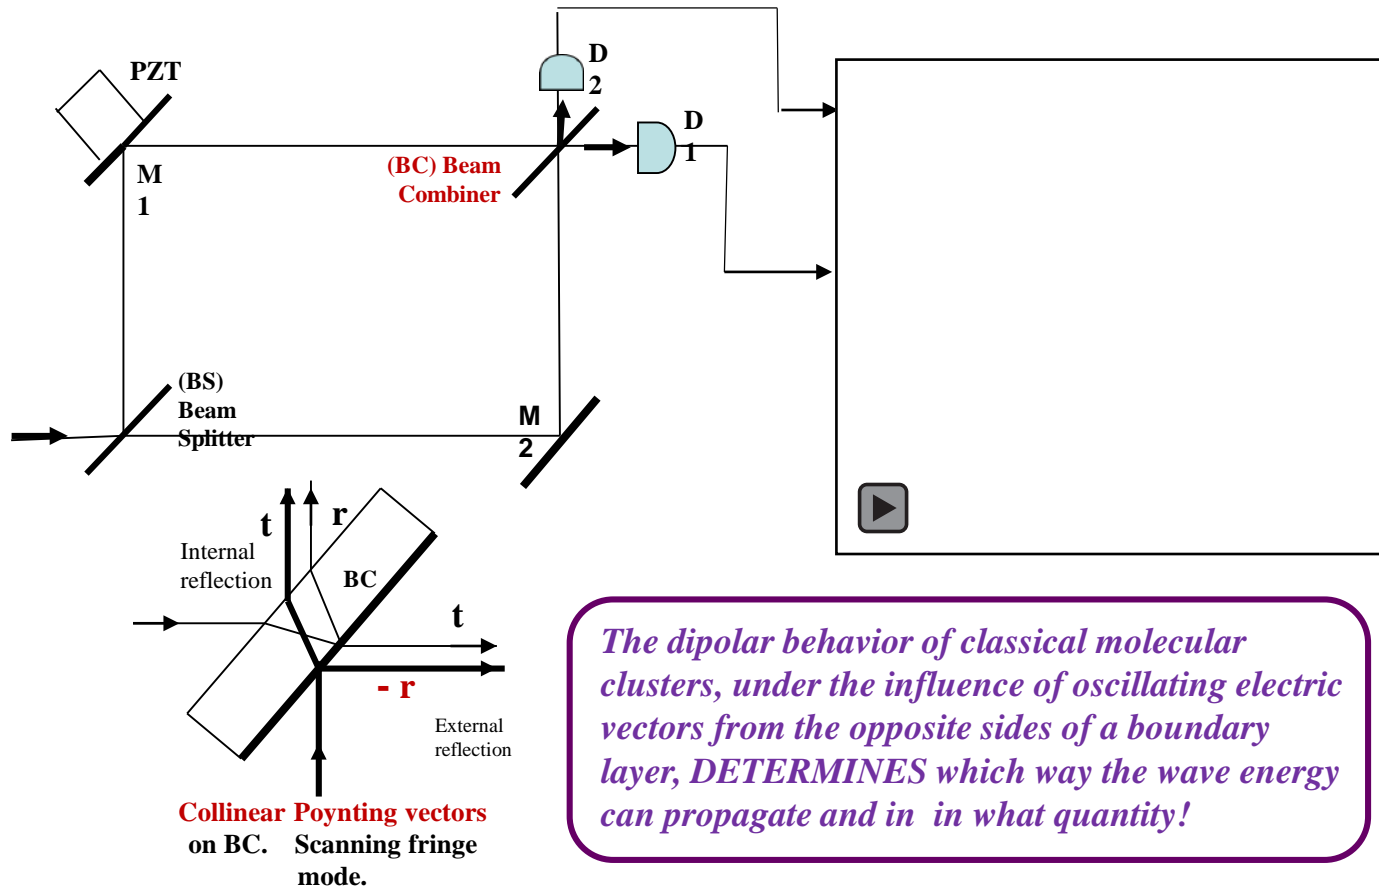 PZT
M
1
(BC) Beam
Combiner
D
2
D
1
(BS)
Beam
Splitter
M
2
t
r
Internal
reflection
BC
t
- r
External
reflection
Collinear Poynting vectors
on BC. Scanning fringe
mode.
The dipolar behavior of classical molecular
clusters, under the influence of oscillating electric
vectors from the opposite sides of a boundary
layer, DETERMINES which way the wave energy
can propagate and in in what quantity!